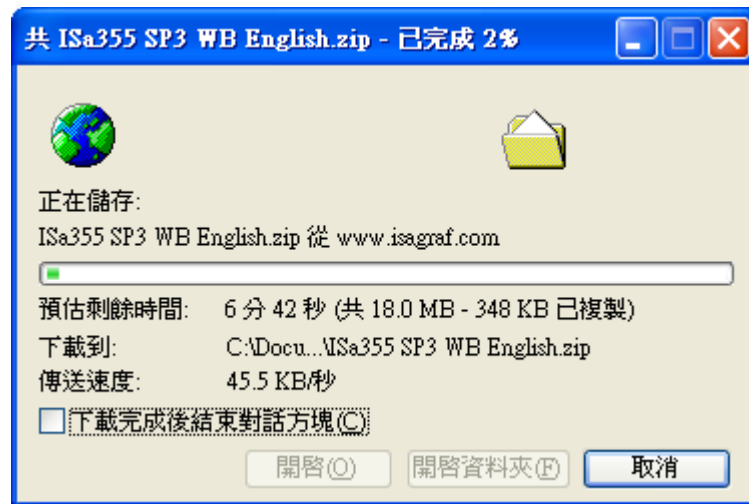 共 ISa355 SP3 WB English.zip - 已完成 2%
正在儲存:
ISa355 SP3 WB English.zip 從 www.isagraf.com
預估剩餘時間: 6 分 42 秒 (共 18.0 MB - 348 KB 已複製)
下載到: C:\Docu...\ISa355 SP3 WB English.zip
傳送速度: 45.5 KB/秒
下載完成後結束對話方塊(C)
開啓(O) 開啓資料夾(F) 取消